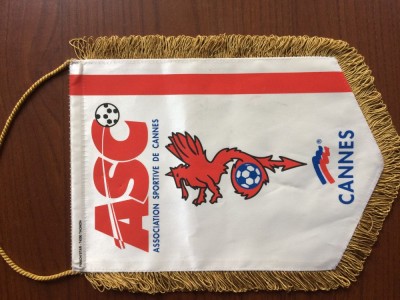 ASC
ASSOCIATION SPORTIVE DE CANNES
®
CANNES